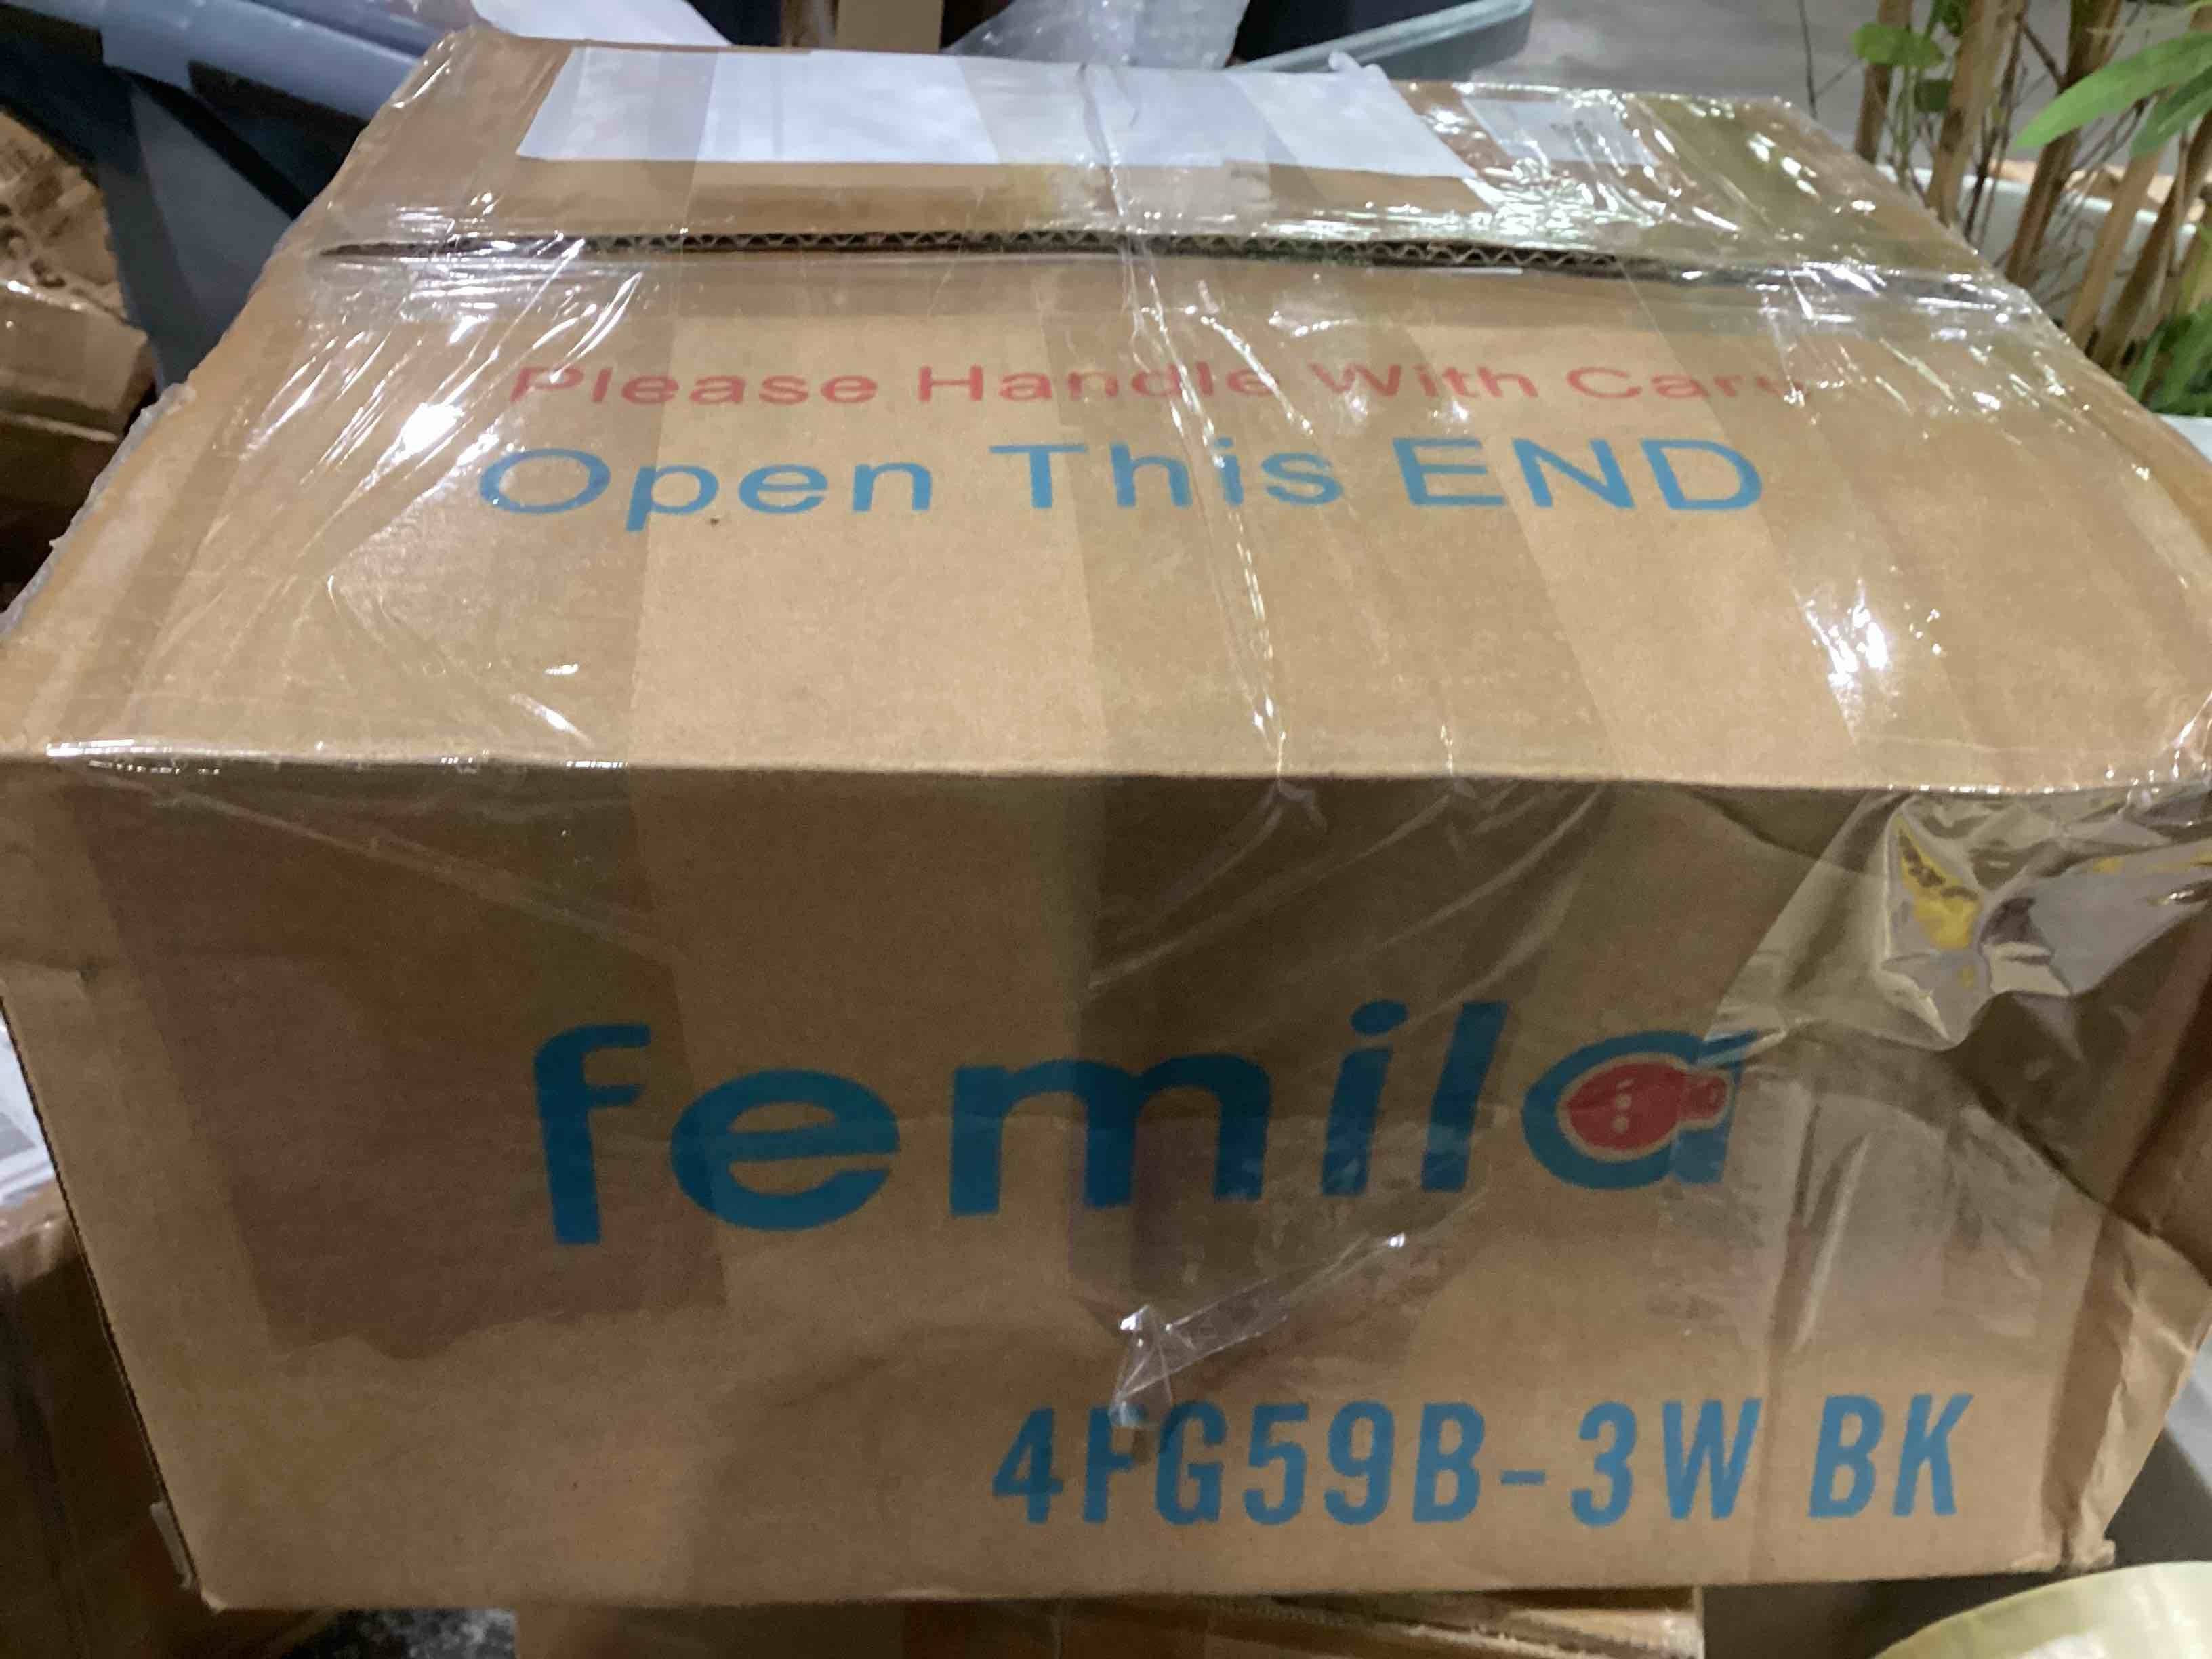 Please Handle With Care
Open This END
femila
4FG59B-3W BK